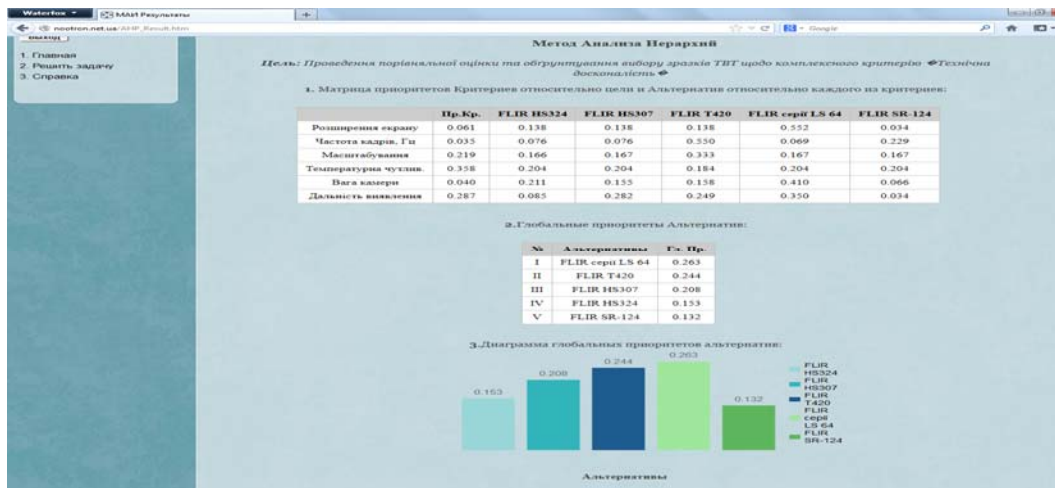 Waterfox
МАИ Результаты
neotron.net.ua/AHP_Result.htm
Google
1. Главная
2. Решить задачу
3. Справка
Метод Анализа Иерархий
Цель: Проведення порівняльної оцінки та обґрунтування вибору зразків ТВТ щодо комплексного критерію �Технічна
досконалість �
1. Матрица приоритетов Критериев относительно цели и Альтернатив относительно каждого из критериев:
Пр.Кр. FLIR HS324 FLIR HS307 FLIR T420 FLIR серії LS 64 FLIR SR-124
Розширення екрану 0.061 0.138 0.138 0.138 0.552 0.034
Частота кадрів, Гц 0.035 0.076 0.076 0.550 0.069 0.229
Масштабування 0.219 0.166 0.167 0.333 0.167 0.167
Температурна чутлив. 0.358 0.204 0.204 0.184 0.204 0.204
Вага камери 0.040 0.211 0.155 0.158 0.410 0.066
Дальність виявлення 0.287 0.085 0.282 0.249 0.350 0.034
2.Глобальные приоритеты Альтернатив:
№ Альтернативы Гл. Пр.
I FLIR серії LS 64 0.263
II FLIR T420 0.244
III FLIR HS307 0.208
IV FLIR HS324 0.153
V FLIR SR-124 0.132
3.Диаграмма глобальных приоритетов альтернатив:
0.153
0.208
0.244
0.263
0.132
FLIR
HS324
FLIR
HS307
FLIR
T420
FLIR
серії
LS 64
FLIR
SR-124
Альтернативы